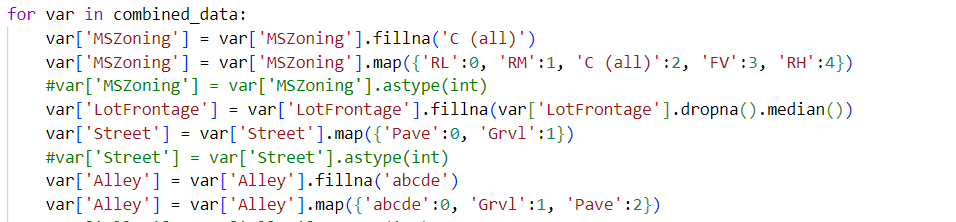 for var in combined_data:
    var['MSZoning'] = var['MSZoning'].fillna('C (all)')
    var['MSZoning'] = var['MSZoning'].map({'RL':0, 'RM':1, 'C (all)':2, 'FV':3, 'RH':4})
    #var['MSZoning'] = var['MSZoning'].astype(int)
    var['LotFrontage'] = var['LotFrontage'].fillna(var['LotFrontage'].dropna().median())
    var['Street'] = var['Street'].map({'Pave':0, 'Grvl':1})
    #var['Street'] = var['Street'].astype(int)
    var['Alley'] = var['Alley'].fillna('abcde')
    var['Alley'] = var['Alley'].map({'abcde':0, 'Grvl':1, 'Pave':2})